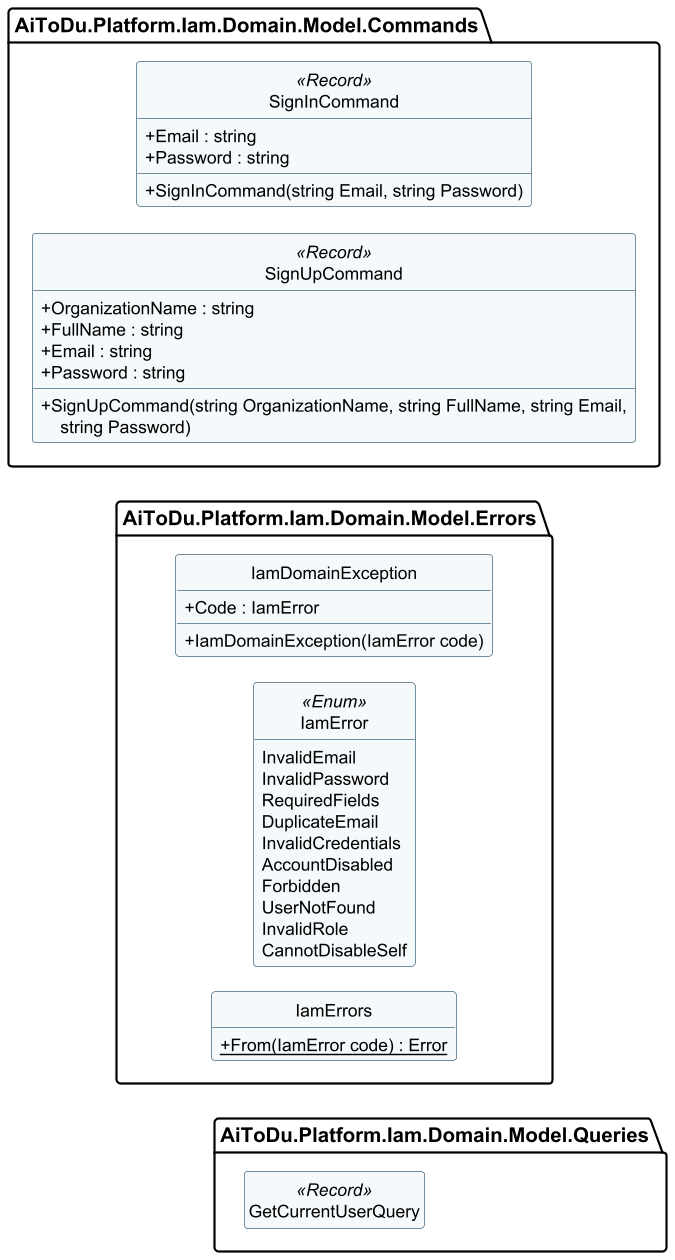 AiToDu.Platform.Iam.Domain.Model.Commands
«Record»
SignInCommand
+Email : string
+Password : string
+SignInCommand(string Email, string Password)
«Record»
SignUpCommand
+OrganizationName : string
+FullName : string
+Email : string
+Password : string
+SignUpCommand(string OrganizationName, string FullName, string Email,
string Password)
AiToDu.Platform.Iam.Domain.Model.Errors
IamDomainException
+Code : IamError
+IamDomainException(IamError code)
«Enum»
IamError
InvalidEmail
InvalidPassword
RequiredFields
DuplicateEmail
InvalidCredentials
AccountDisabled
Forbidden
UserNotFound
InvalidRole
CannotDisableSelf
IamErrors
+From(IamError code) : Error
AiToDu.Platform.Iam.Domain.Model.Queries
«Record»
GetCurrentUserQuery